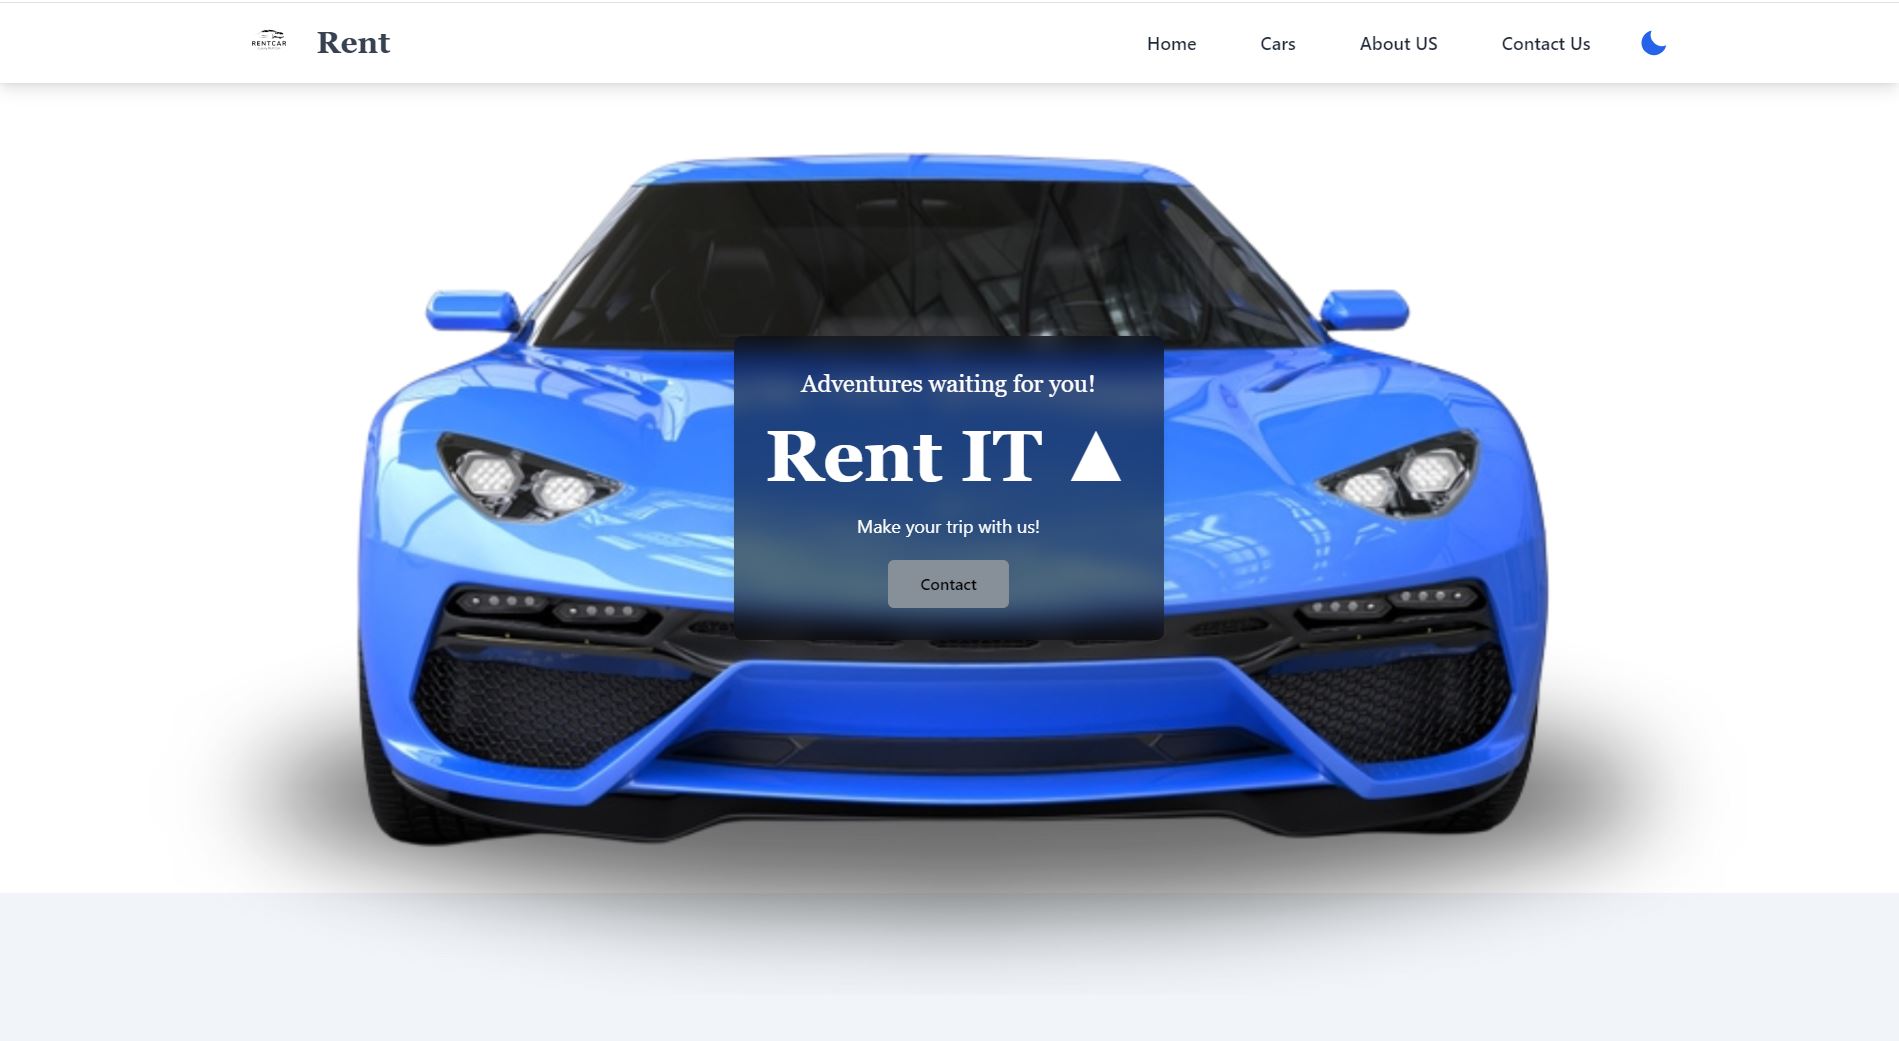 RENTCAR
Rent
Home
Cars
About US
Contact Us
Adventures waiting for you!
Rent IT ▲
Make your trip with us!
Contact